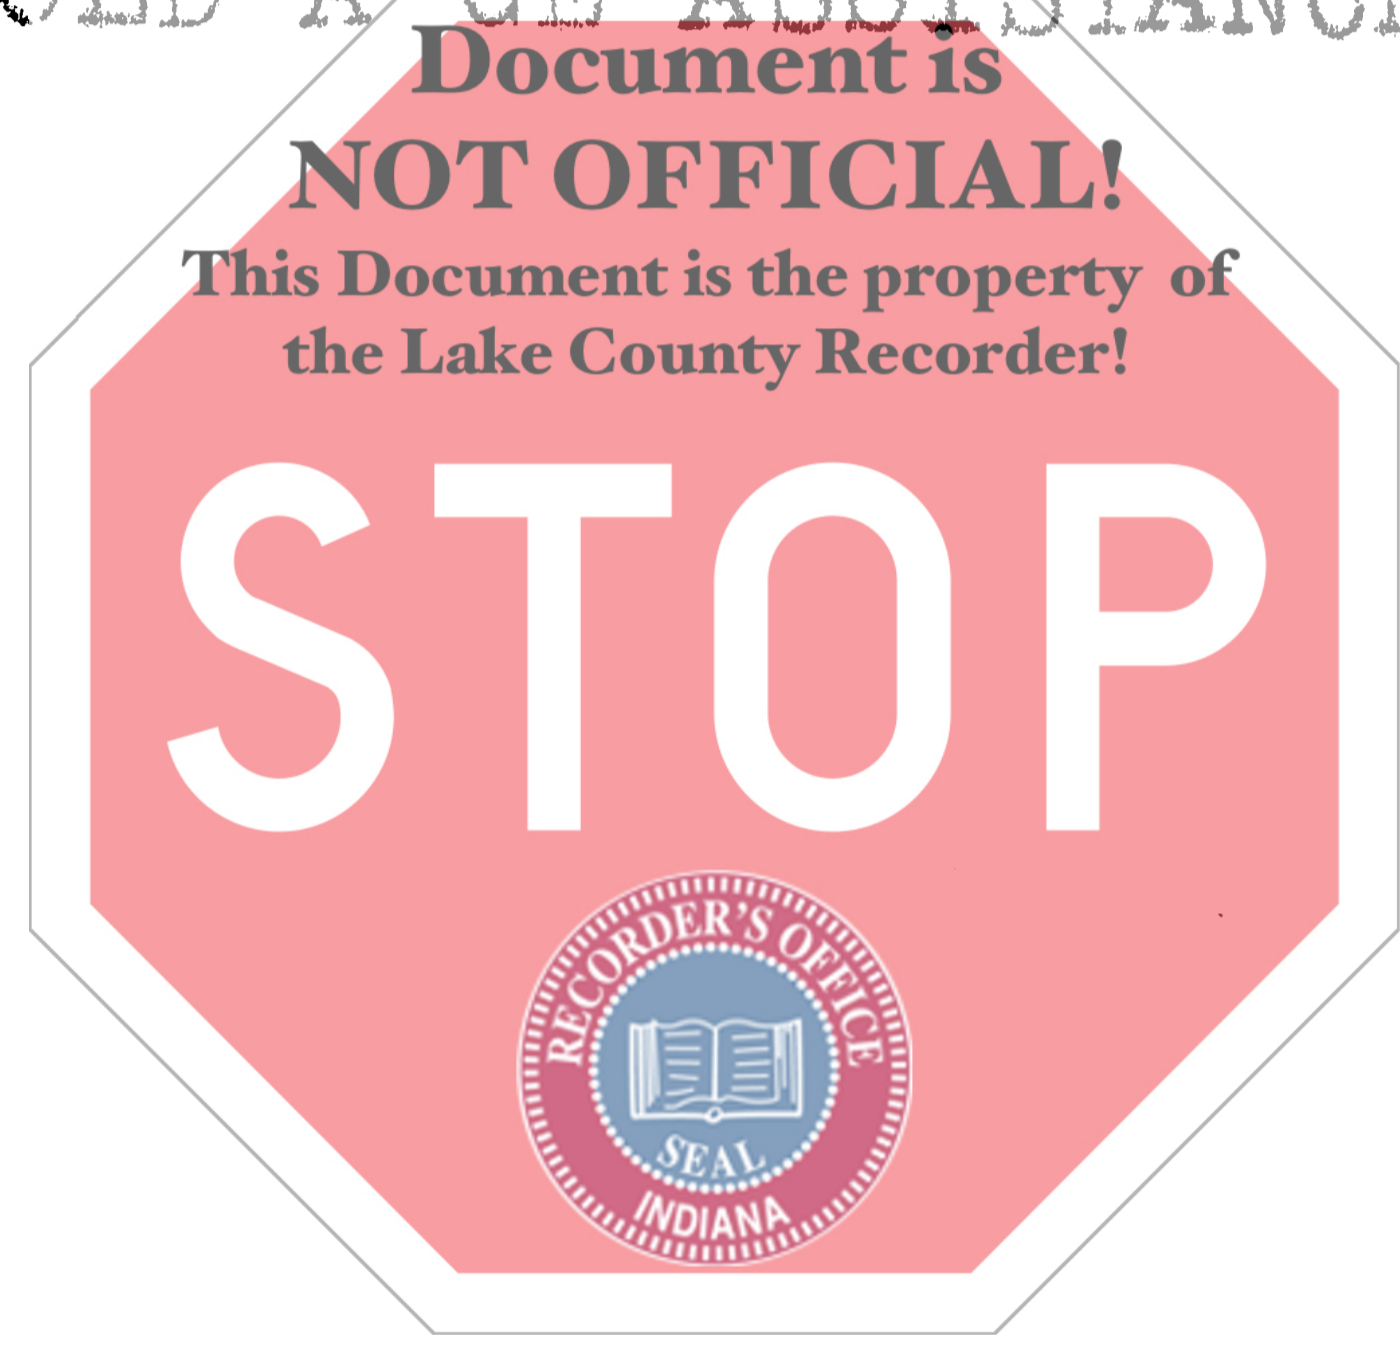 Document is
NOT OFFICIAL!
This Document is the property of
the Lake County Recorder!
STOP
RECORDER'S OFFICE
SEAL
INDIANA